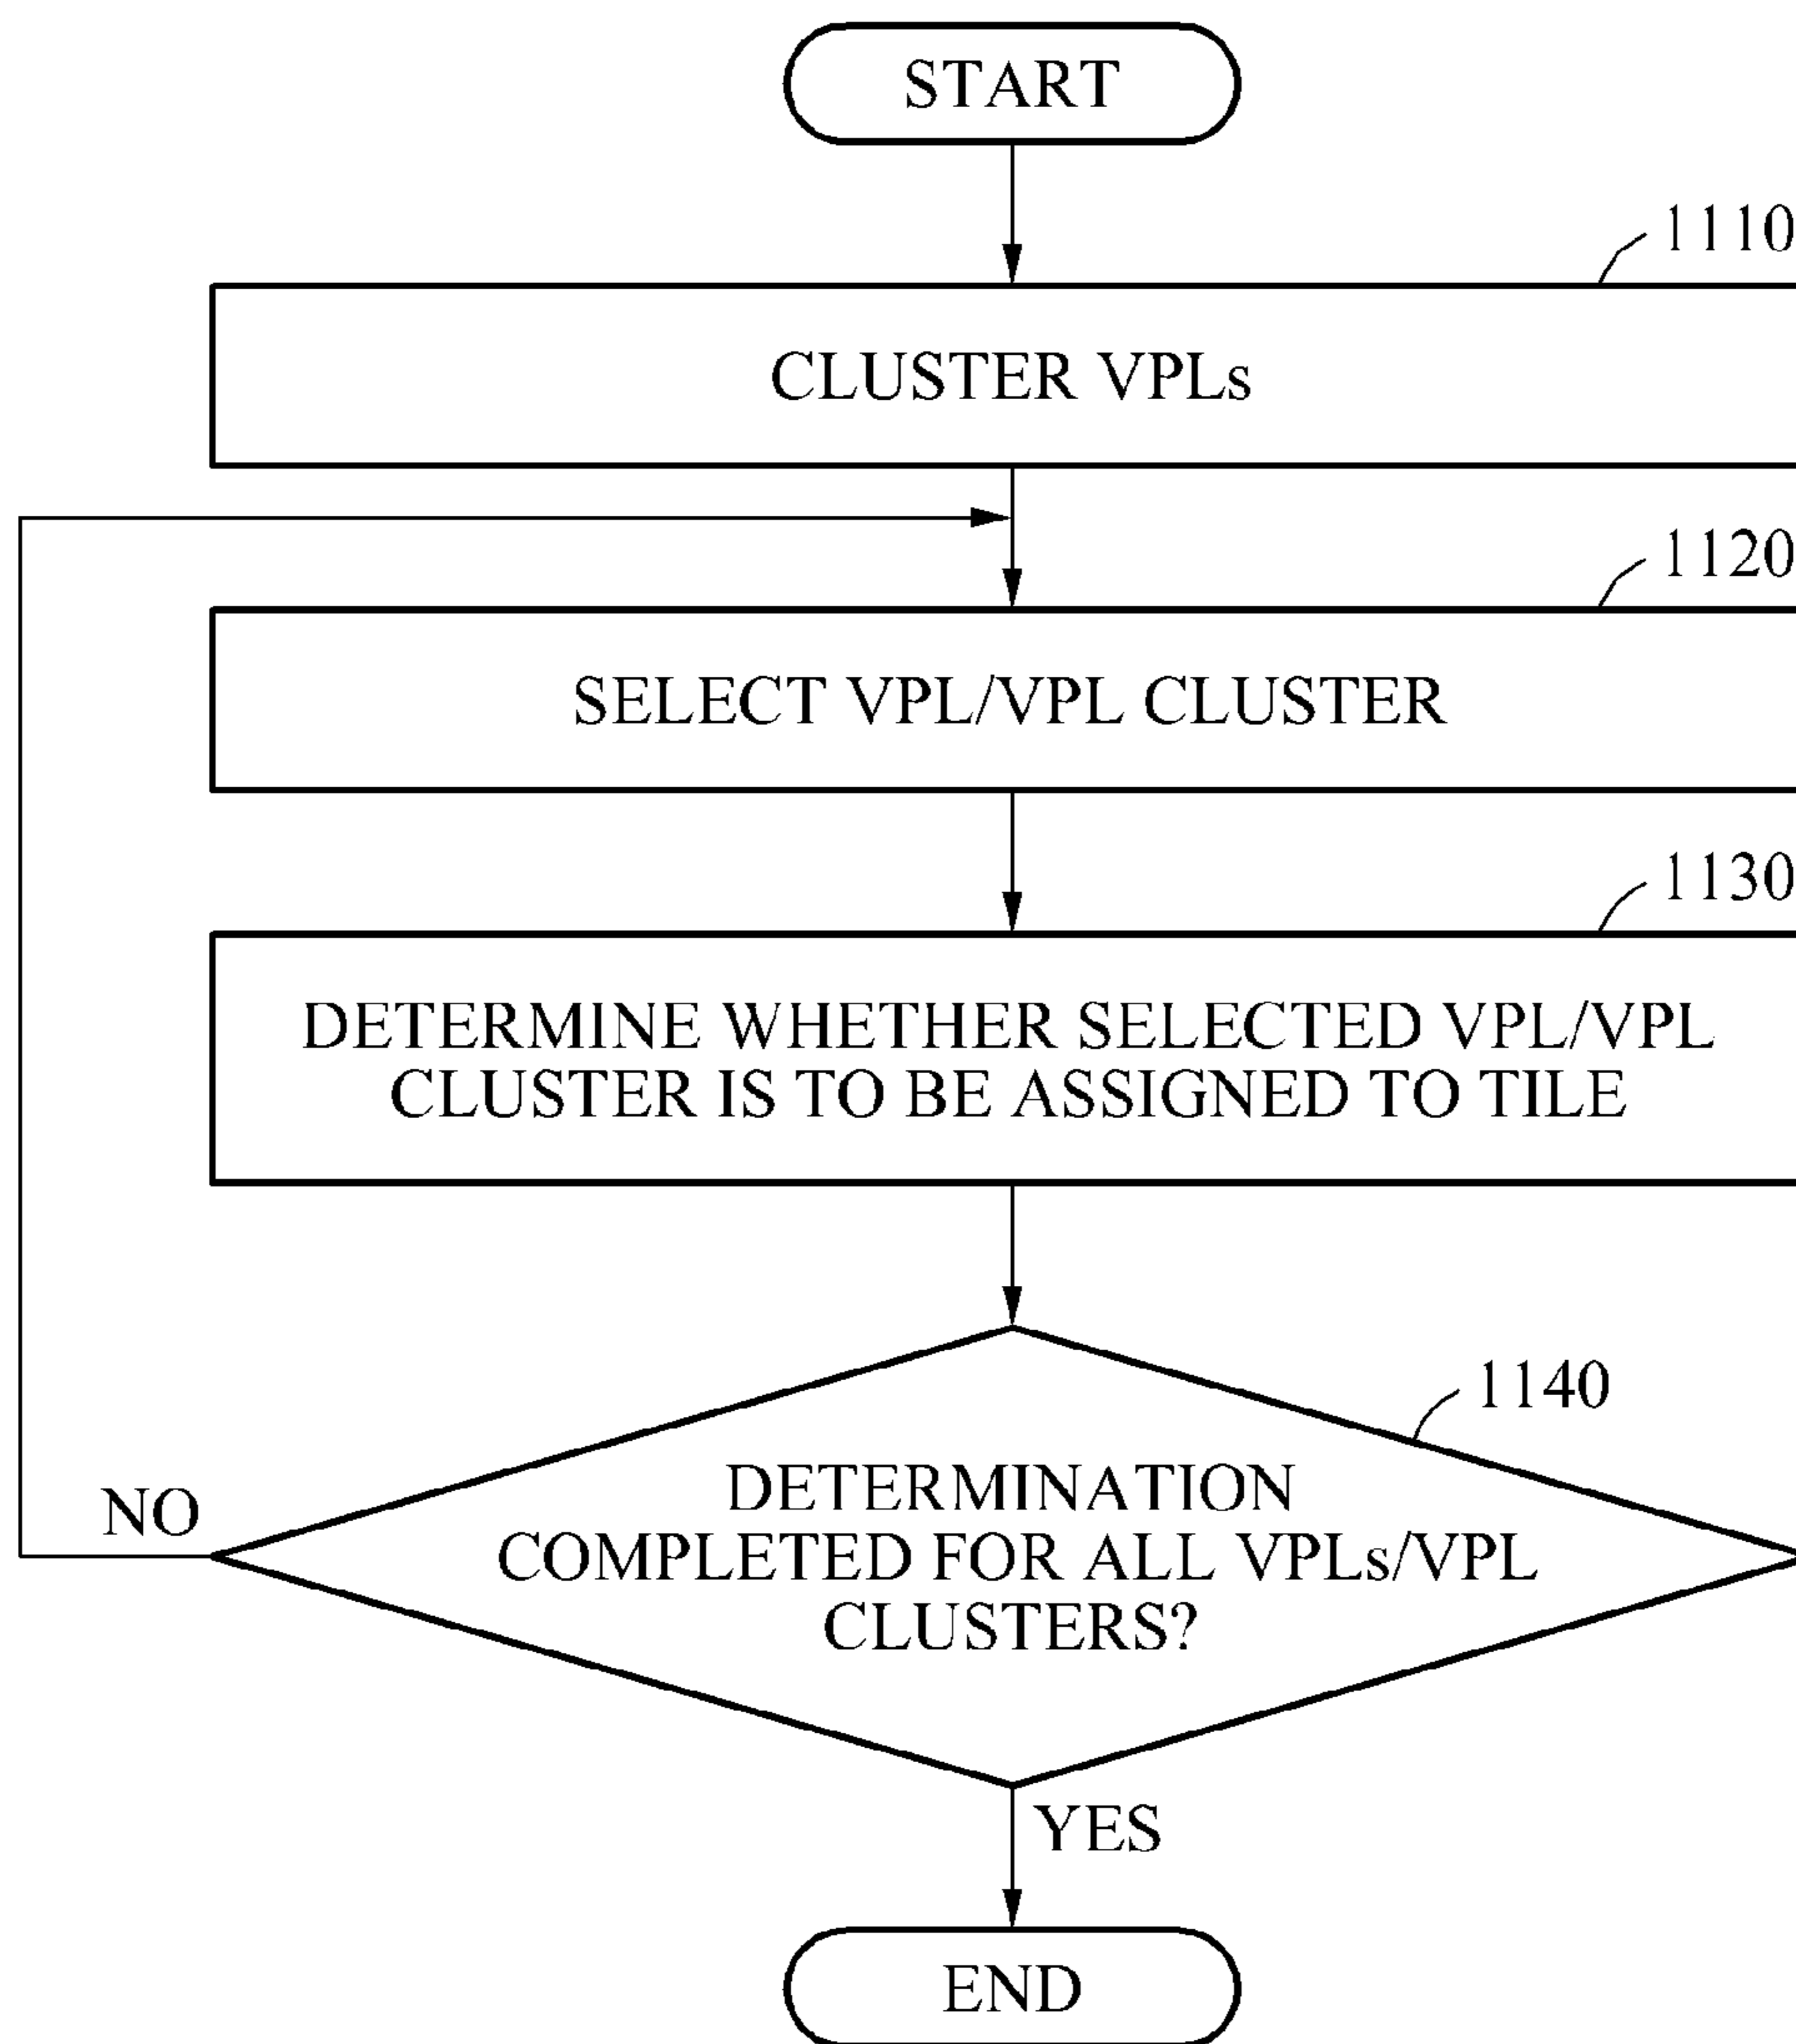 START
1110
CLUSTER VPLs
1120
SELECT VPL/VPL CLUSTER
1130
DETERMINE WHETHER SELECTED VPL/VPL
CLUSTER IS TO BE ASSIGNED TO TILE
1140
DETERMINATION
COMPLETED FOR ALL VPLs/VPL
CLUSTERS?
NO
YES
END